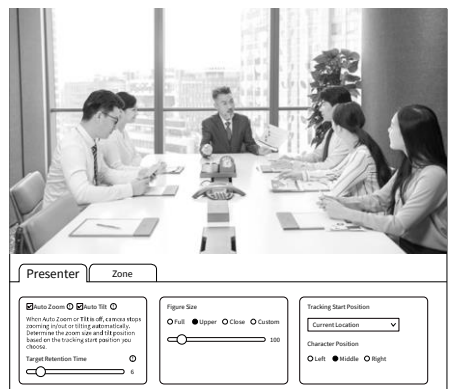 Presenter
Zone
Auto Zoom Auto Tilt
When Auto Zoom or Tilt is off, camera stops
zooming in/out or tilting automatically.
Determine the zoom size and tilt position
based on the tracking start position you
choose.
Target Retention Time
6
Figure Size
Full Upper Close Custom
100
Tracking Start Position
Current Location
Character Position
Left Middle Right